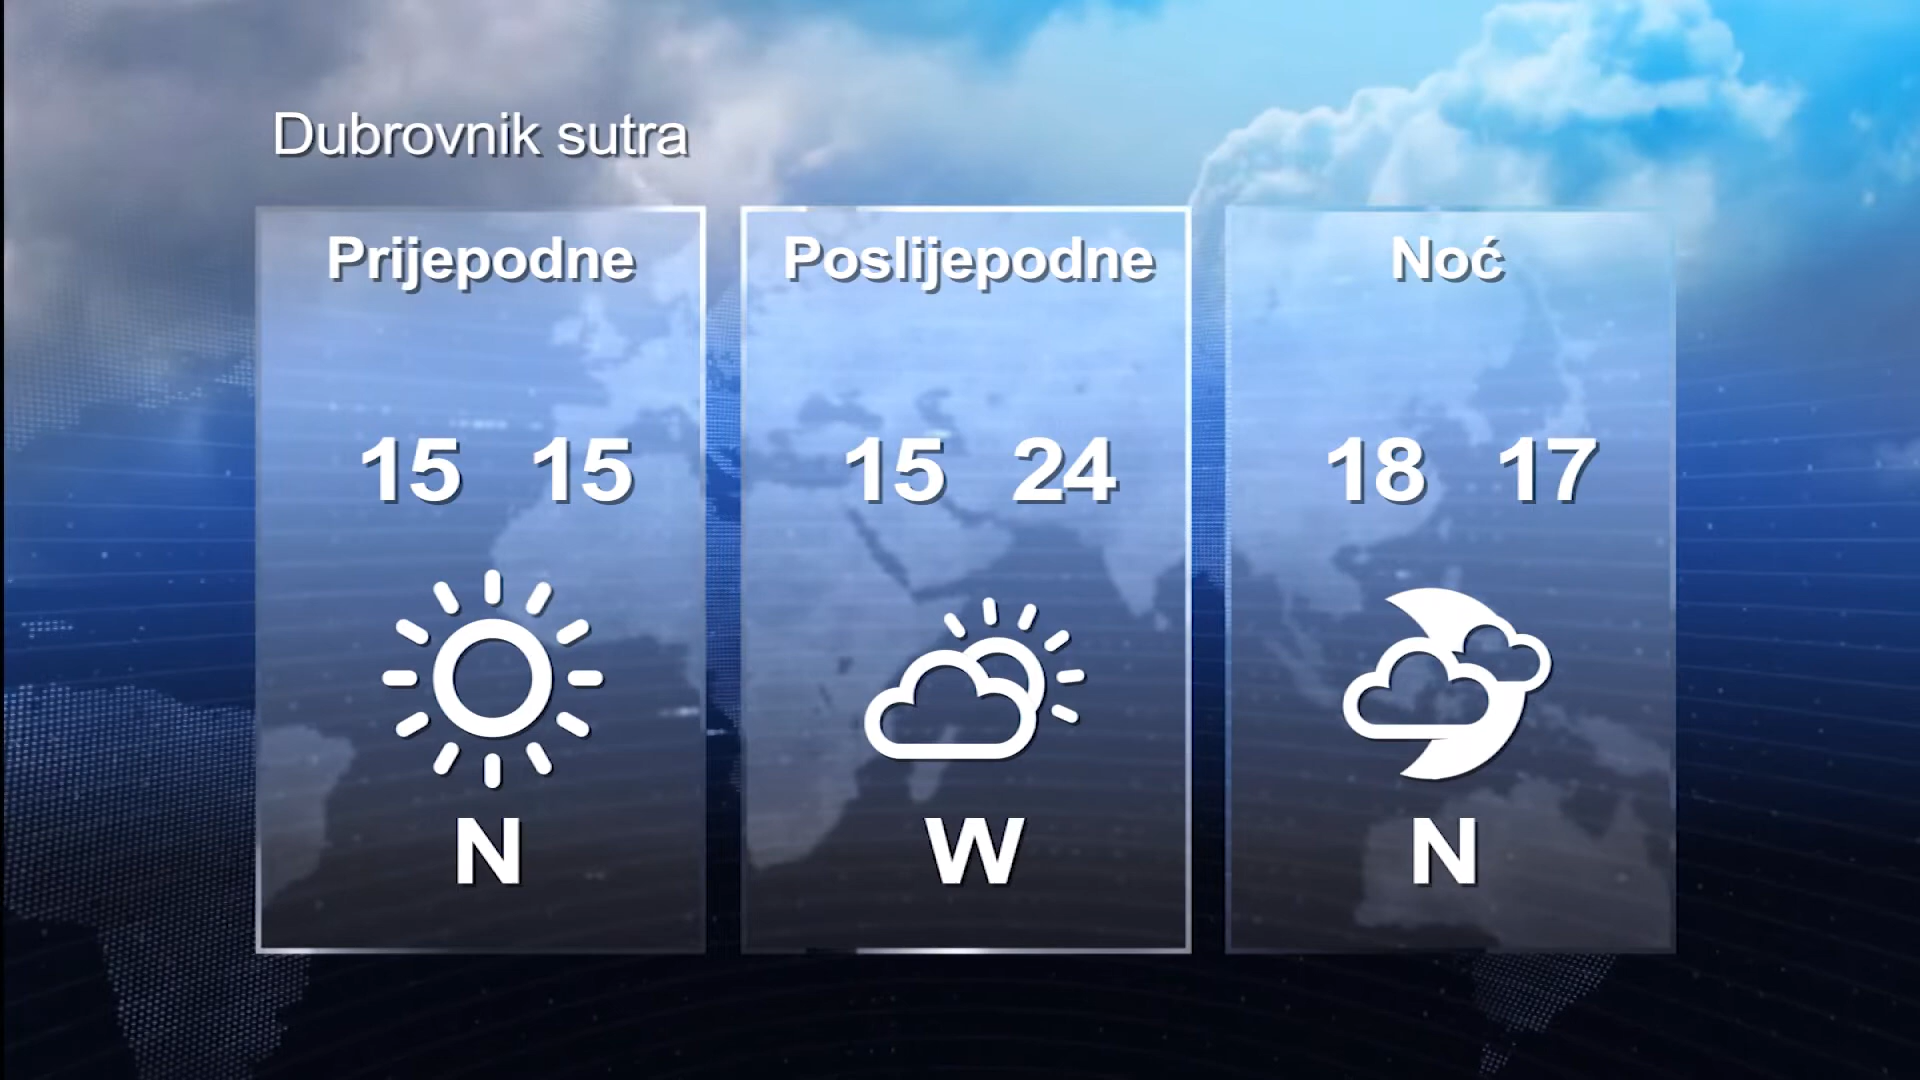 Dubrovnik sutra
Prijepodne
15 15
N
Poslijepodne
15 24
W
Noć
18 17
N